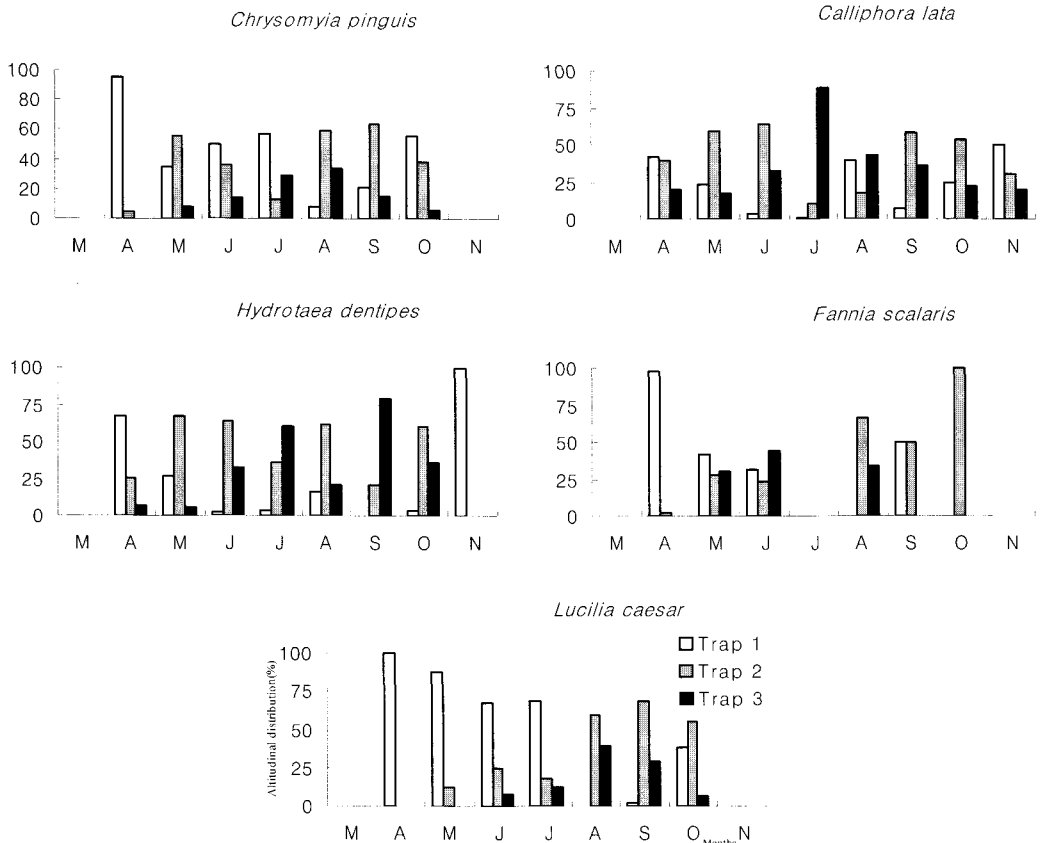 Chrysomyia pinguis
Calliphora lata
100
80
60
40
20
0
M A M J J A S O N
100
75
50
25
0
M A M J J A S O N
Hydrotaea dentipes
Fannia scalaris
100
75
50
25
0
M A M J J A S O N
100
75
50
25
0
M A M J J A S O N
Lucilia caesar
Trap 1
Trap 2
Trap 3
Altitudinal distribution(%)
100
75
50
25
0
M A M J J A S O N
Months